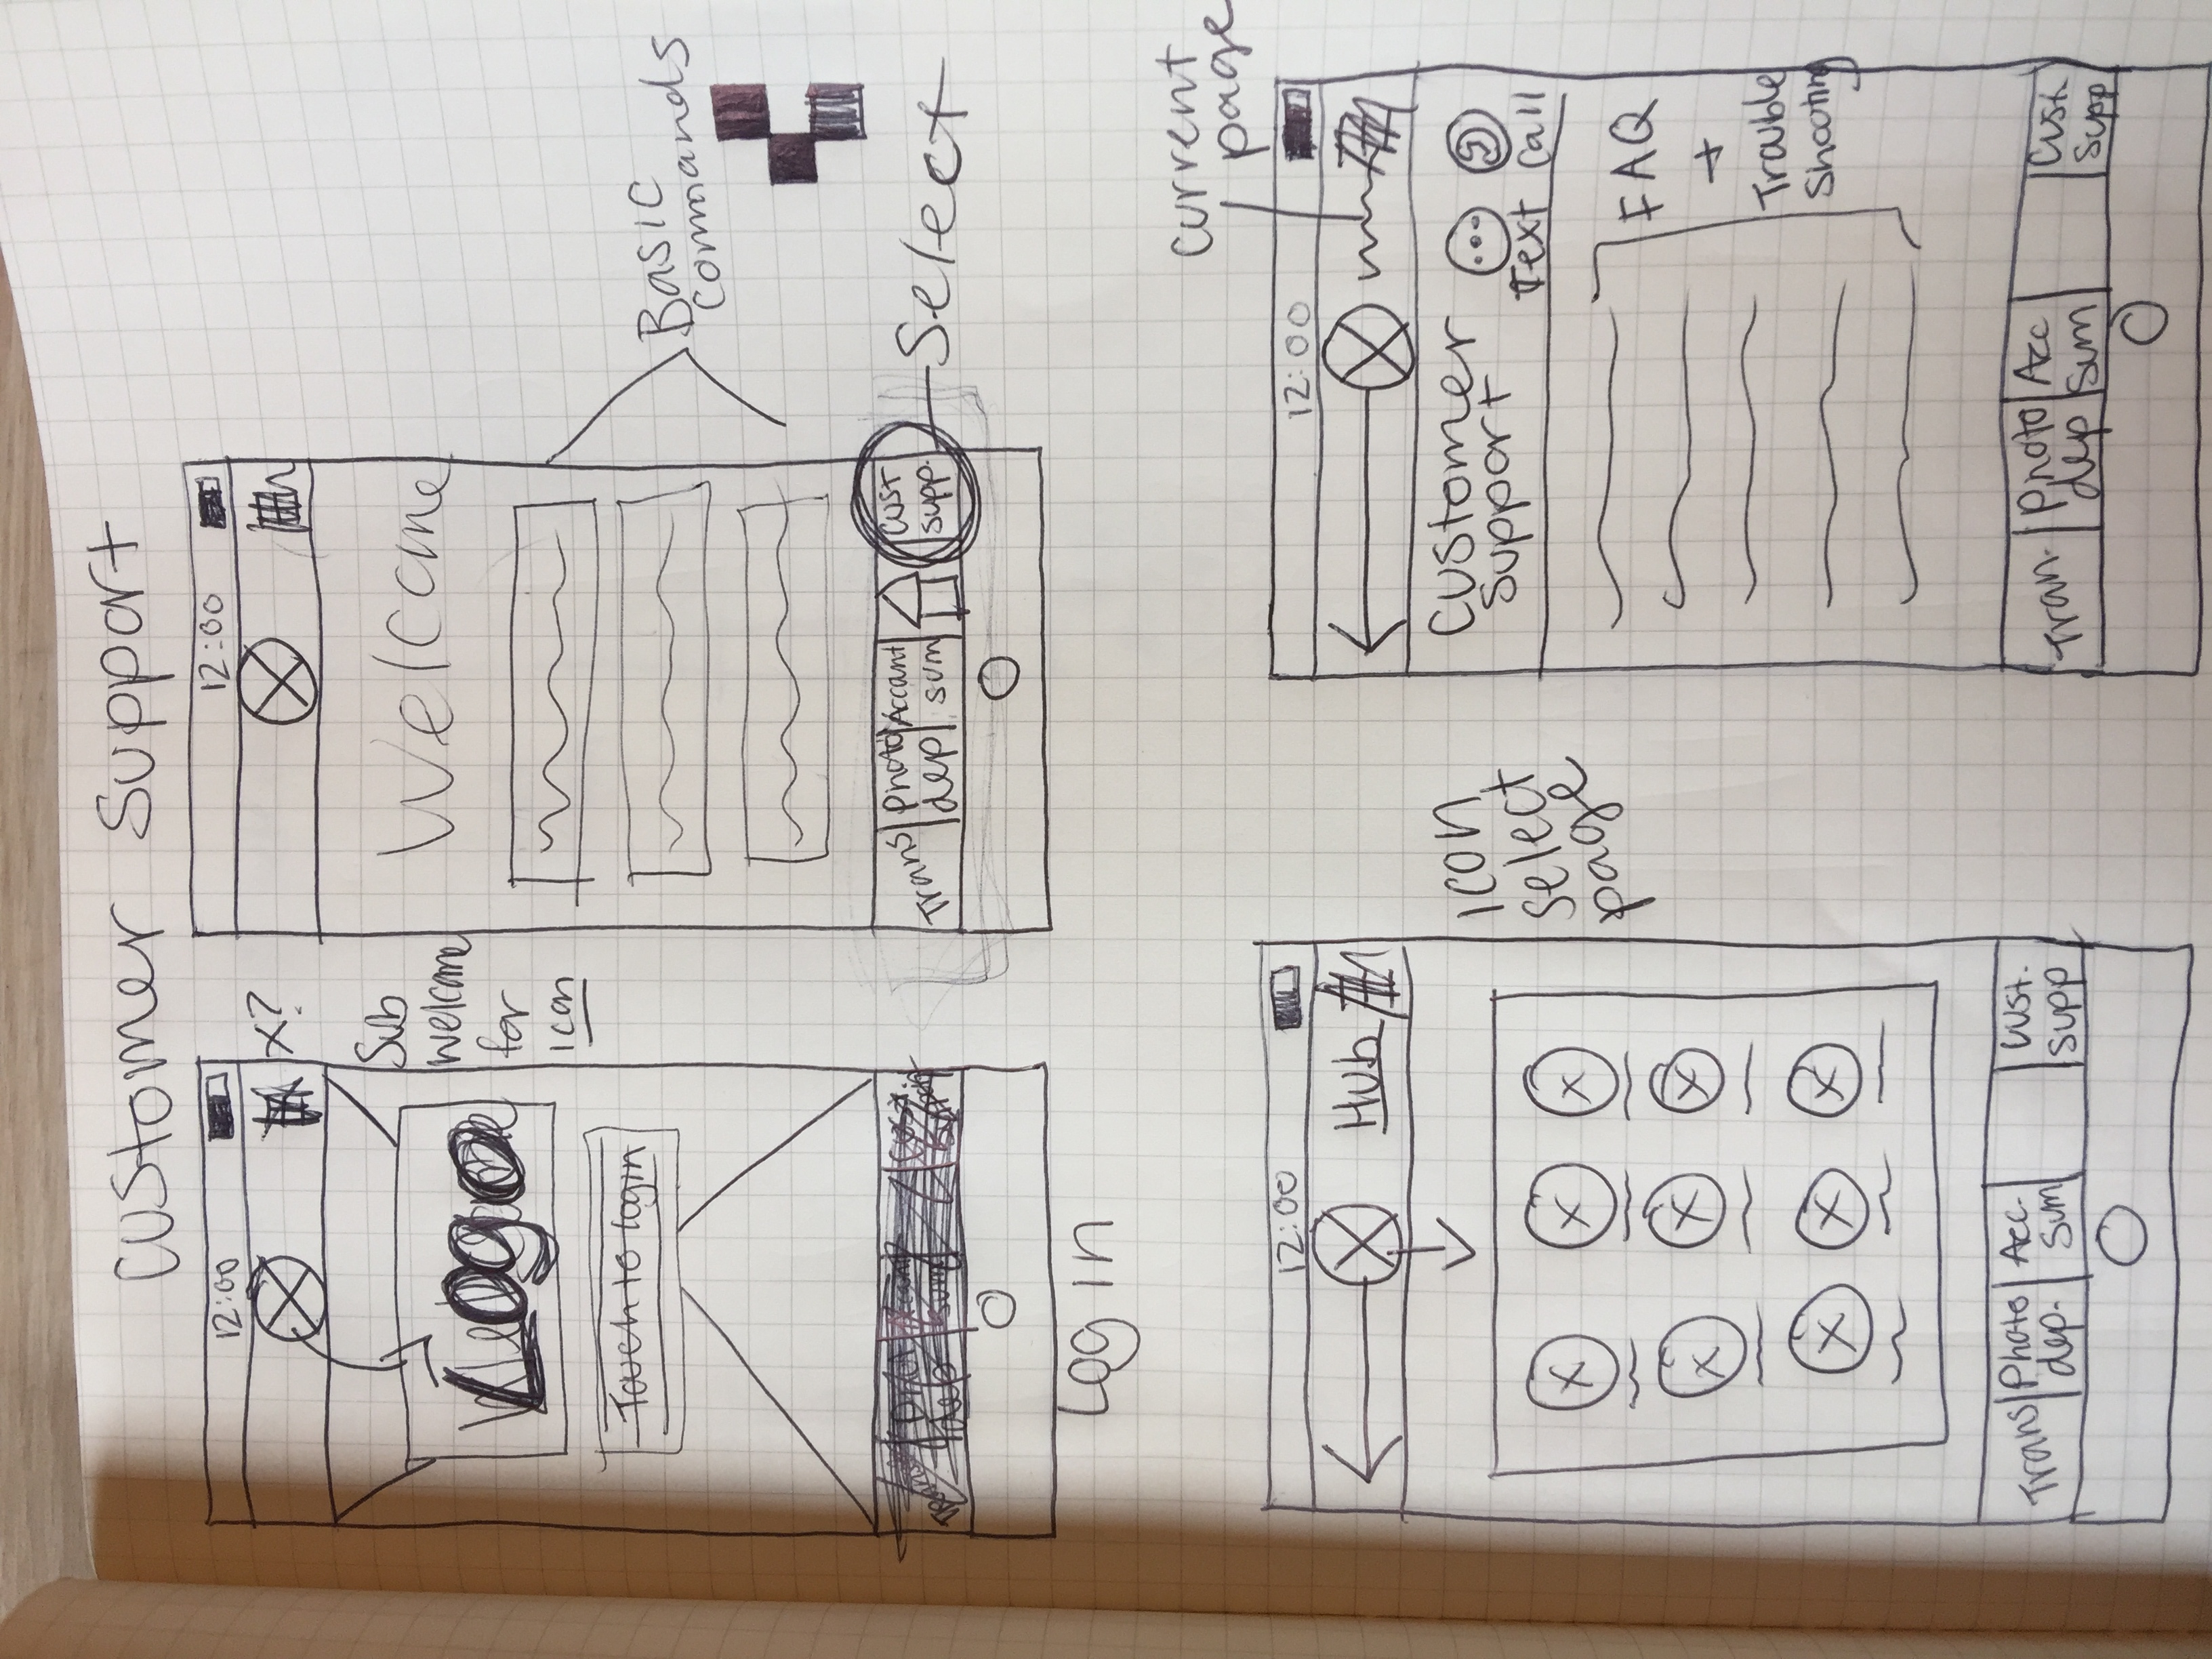 Customer Support
12:00
X?
Logo
Touch to login
Sub
Welcome
for
icon
dep
sum
Log in
12:00
Welcome
Basic
Commands
Trans
Photo
dep
Account
sum
Cust
supp.
Select
12:00
Hub
Icon
select
page
Trans
Photo
dep.
Acc.
sum
Cust.
supp
Current
page
12:00
Customer
Support
Text
Call
FAQ
+
Trouble
Shooting
Tran.
Photo
dep
Acc
sum
Cust.
supp